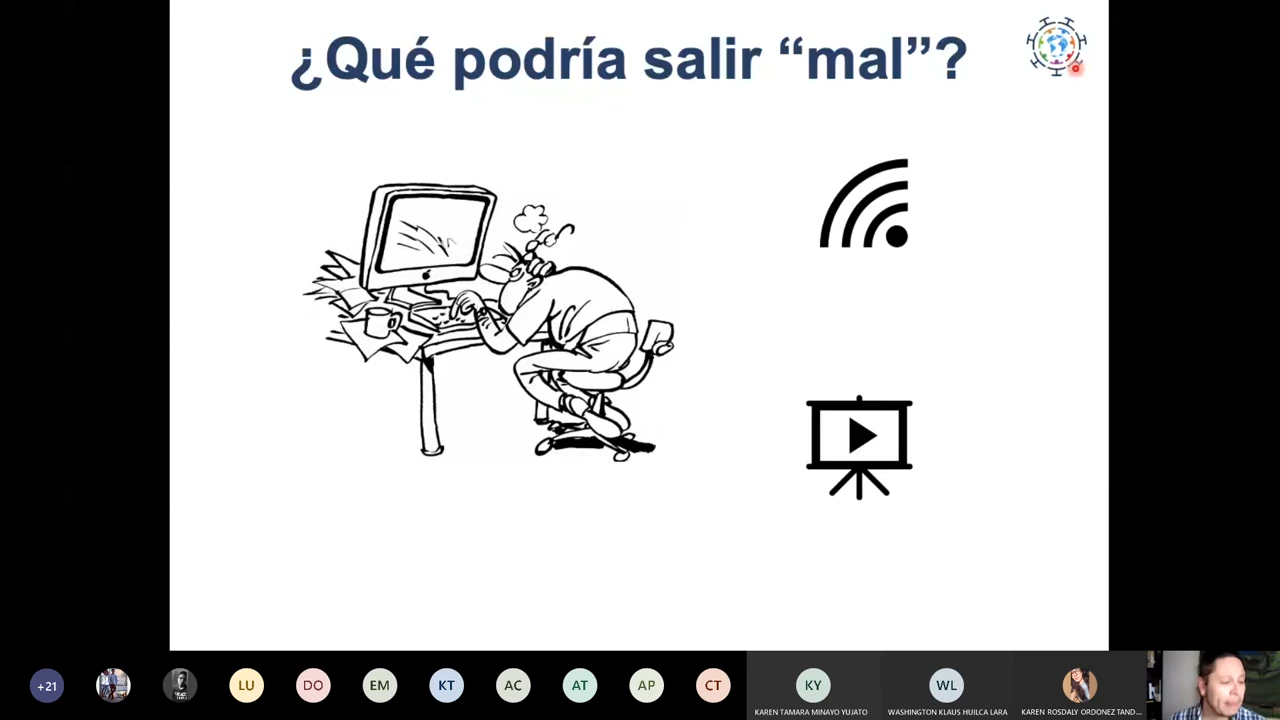 ¿Qué podría salir “mal”?
+21
LU
DO
EM
KT
AC
AT
AP
CT
KY
WL
KAREN TAMARA MINAYO YUJATO
WASHINGTON KLAUS HUILCA LARA
KAREN ROSDALY ORDONEZ TAND...